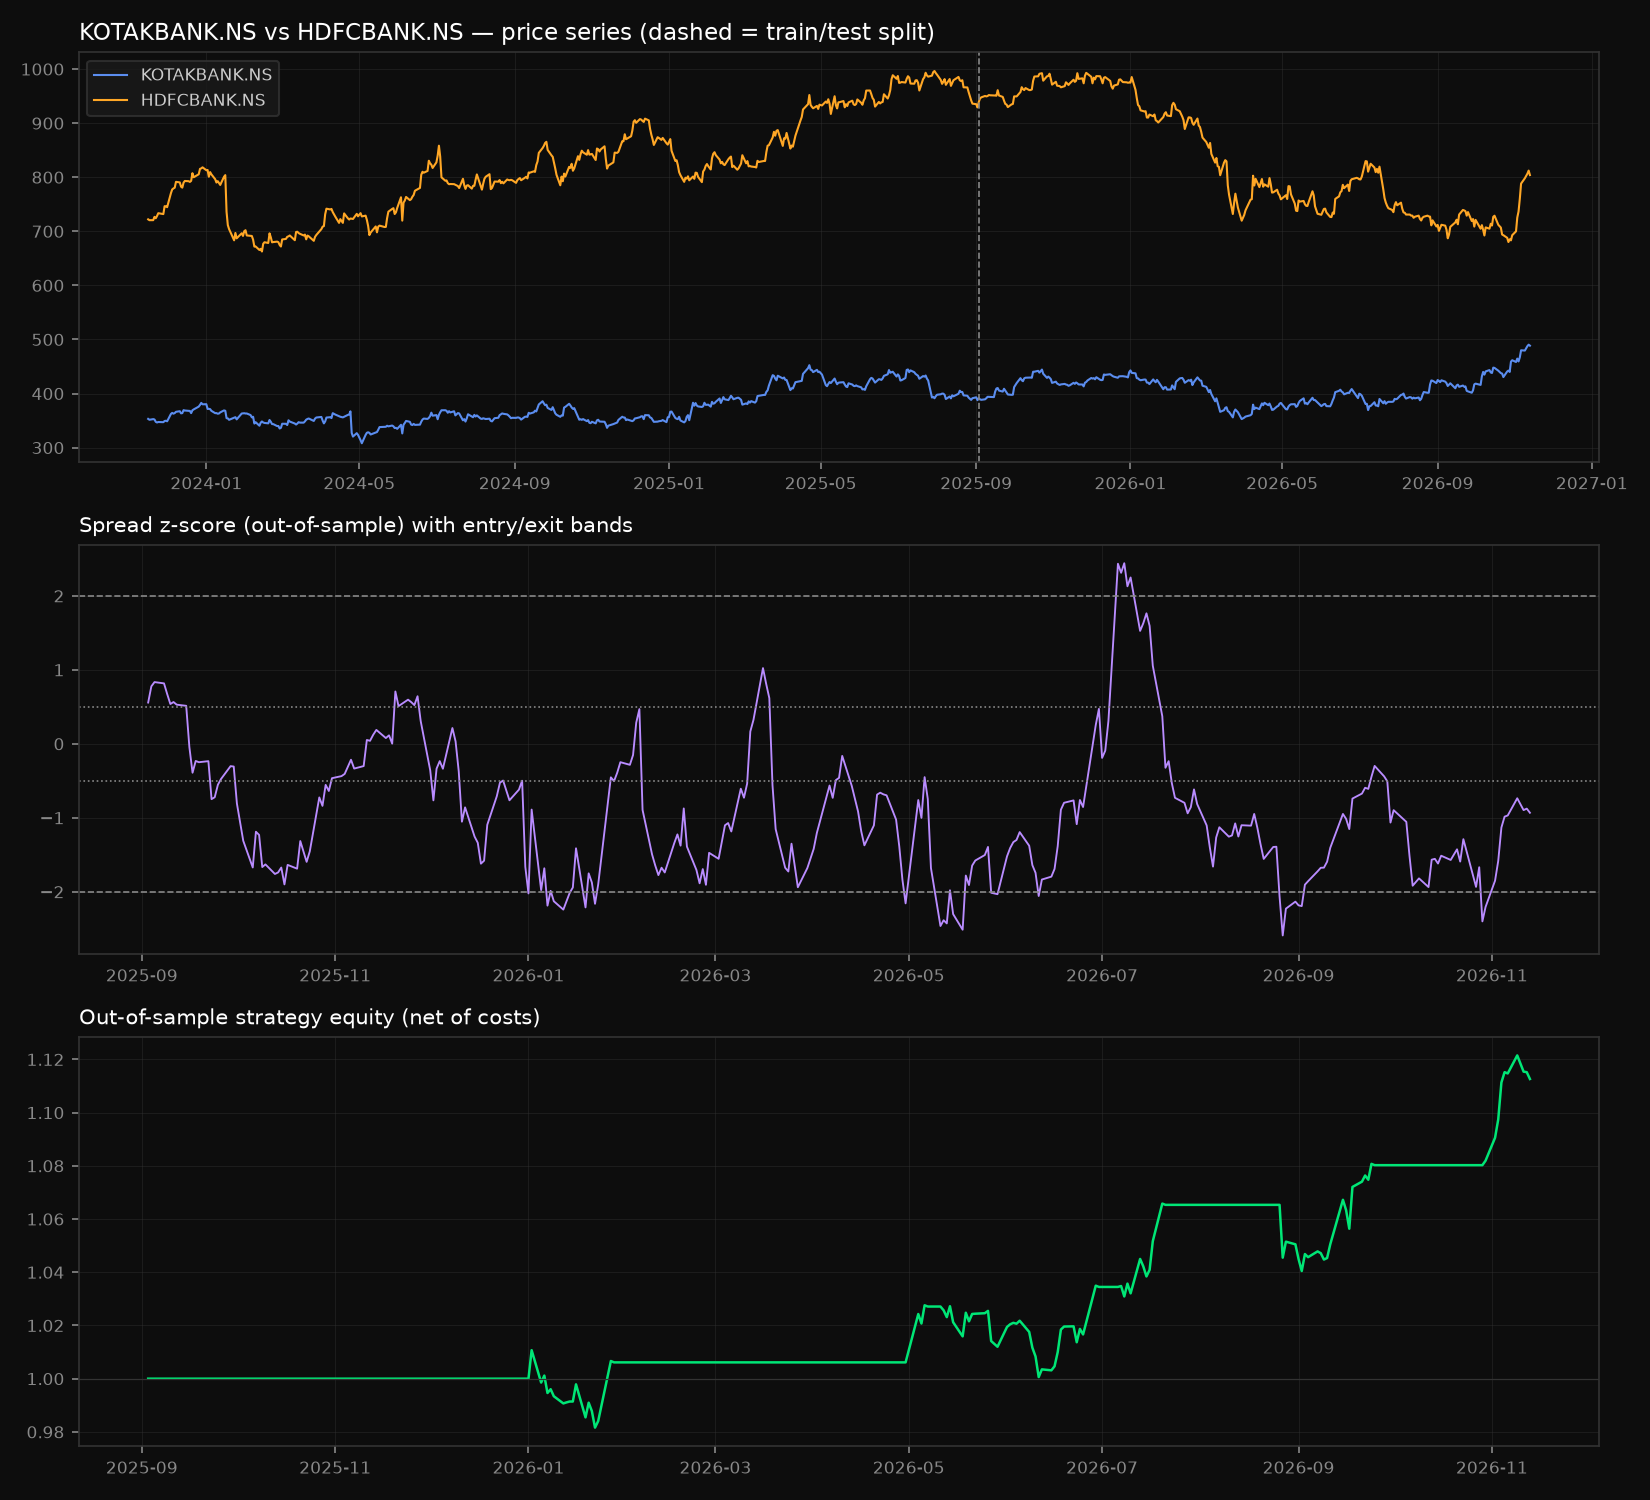 KOTAKBANK.NS vs HDFCBANK.NS — price series (dashed = train/test split)
KOTAKBANK.NS
HDFCBANK.NS
1000
900
800
700
600
500
400
300
2024-01 2024-05 2024-09 2025-01 2025-05 2025-09 2026-01 2026-05 2026-09 2027-01
Spread z-score (out-of-sample) with entry/exit bands
2
1
0
−1
−2
2025-09 2025-11 2026-01 2026-03 2026-05 2026-07 2026-09 2026-11
Out-of-sample strategy equity (net of costs)
1.12
1.10
1.08
1.06
1.04
1.02
1.00
0.98
2025-09 2025-11 2026-01 2026-03 2026-05 2026-07 2026-09 2026-11